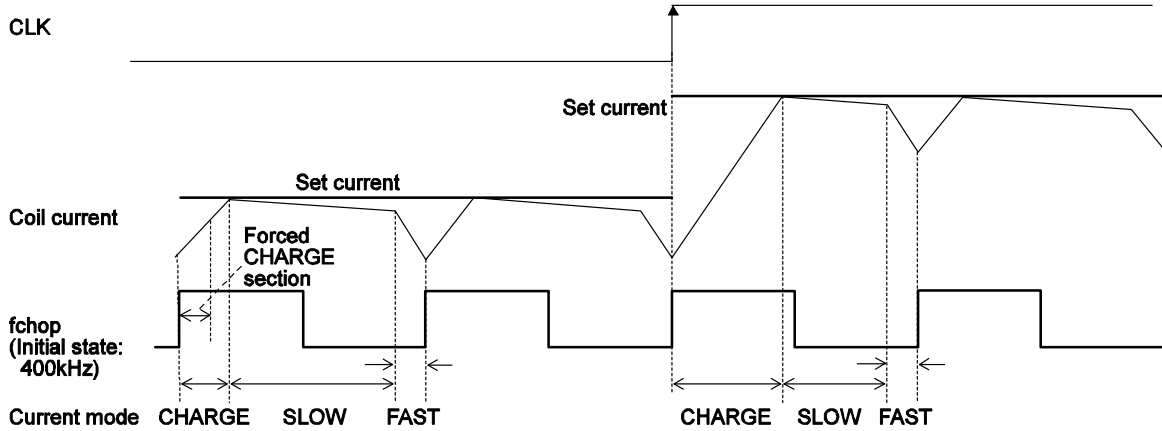 CLK
Set current
Set current
Coil current
Forced
CHARGE
section
fchop
(Initial state:
400kHz)
Current mode CHARGE SLOW FAST CHARGE SLOW FAST